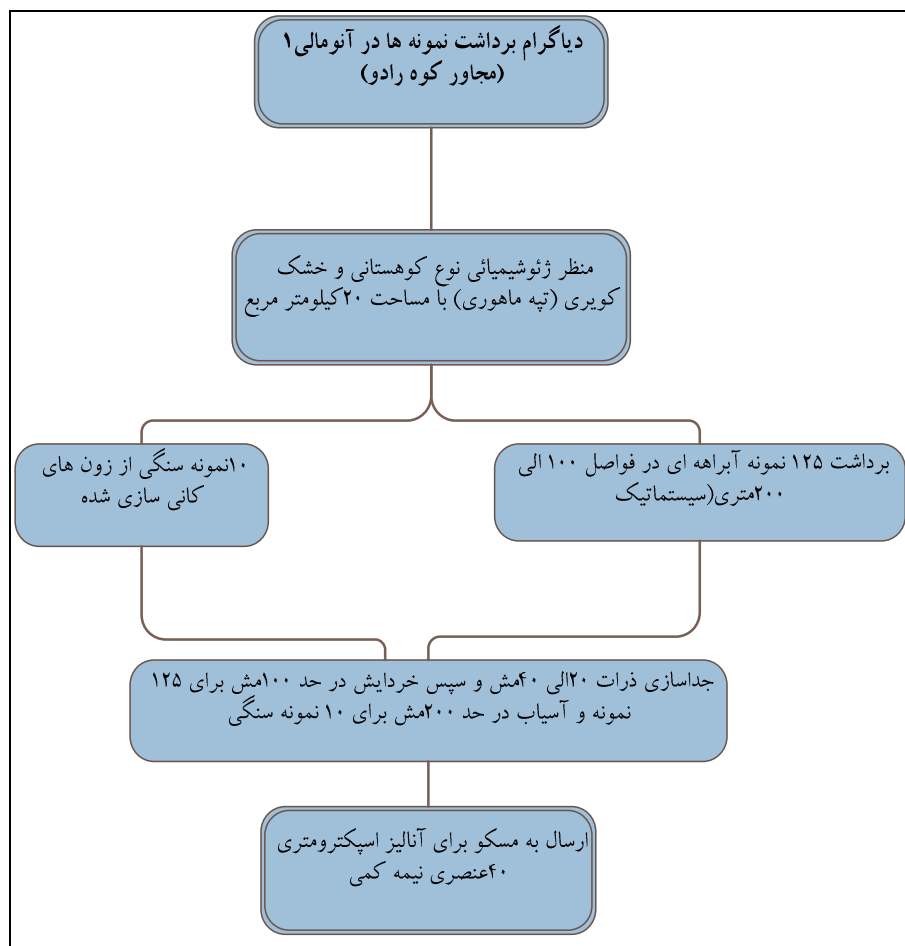 دیاگرام برداشت نمونه ها در آنومالی۱
(مجاور کوه رادو)
منظر ژئوشیمیائی نوع کوهستانی و خشک
کویری (تپه ماهوری) با مساحت ۲۰کیلومتر مربع
برداشت ۱۲۵ نمونه آبراهه ای در فواصل ۱۰۰ الی
۲۰۰متری(سیستماتیک
۱۰نمونه سنگی از زون های
کانی سازی شده
جداسازی ذرات ۲۰الی ۴۰مش و سپس خردایش در حد ۱۰۰مش برای ۱۲۵
نمونه و آسیاب در حد ۲۰۰مش برای ۱۰ نمونه سنگی
ارسال به مسکو برای آنالیز اسپکترومتری
۴۰عنصری نیمه کمی